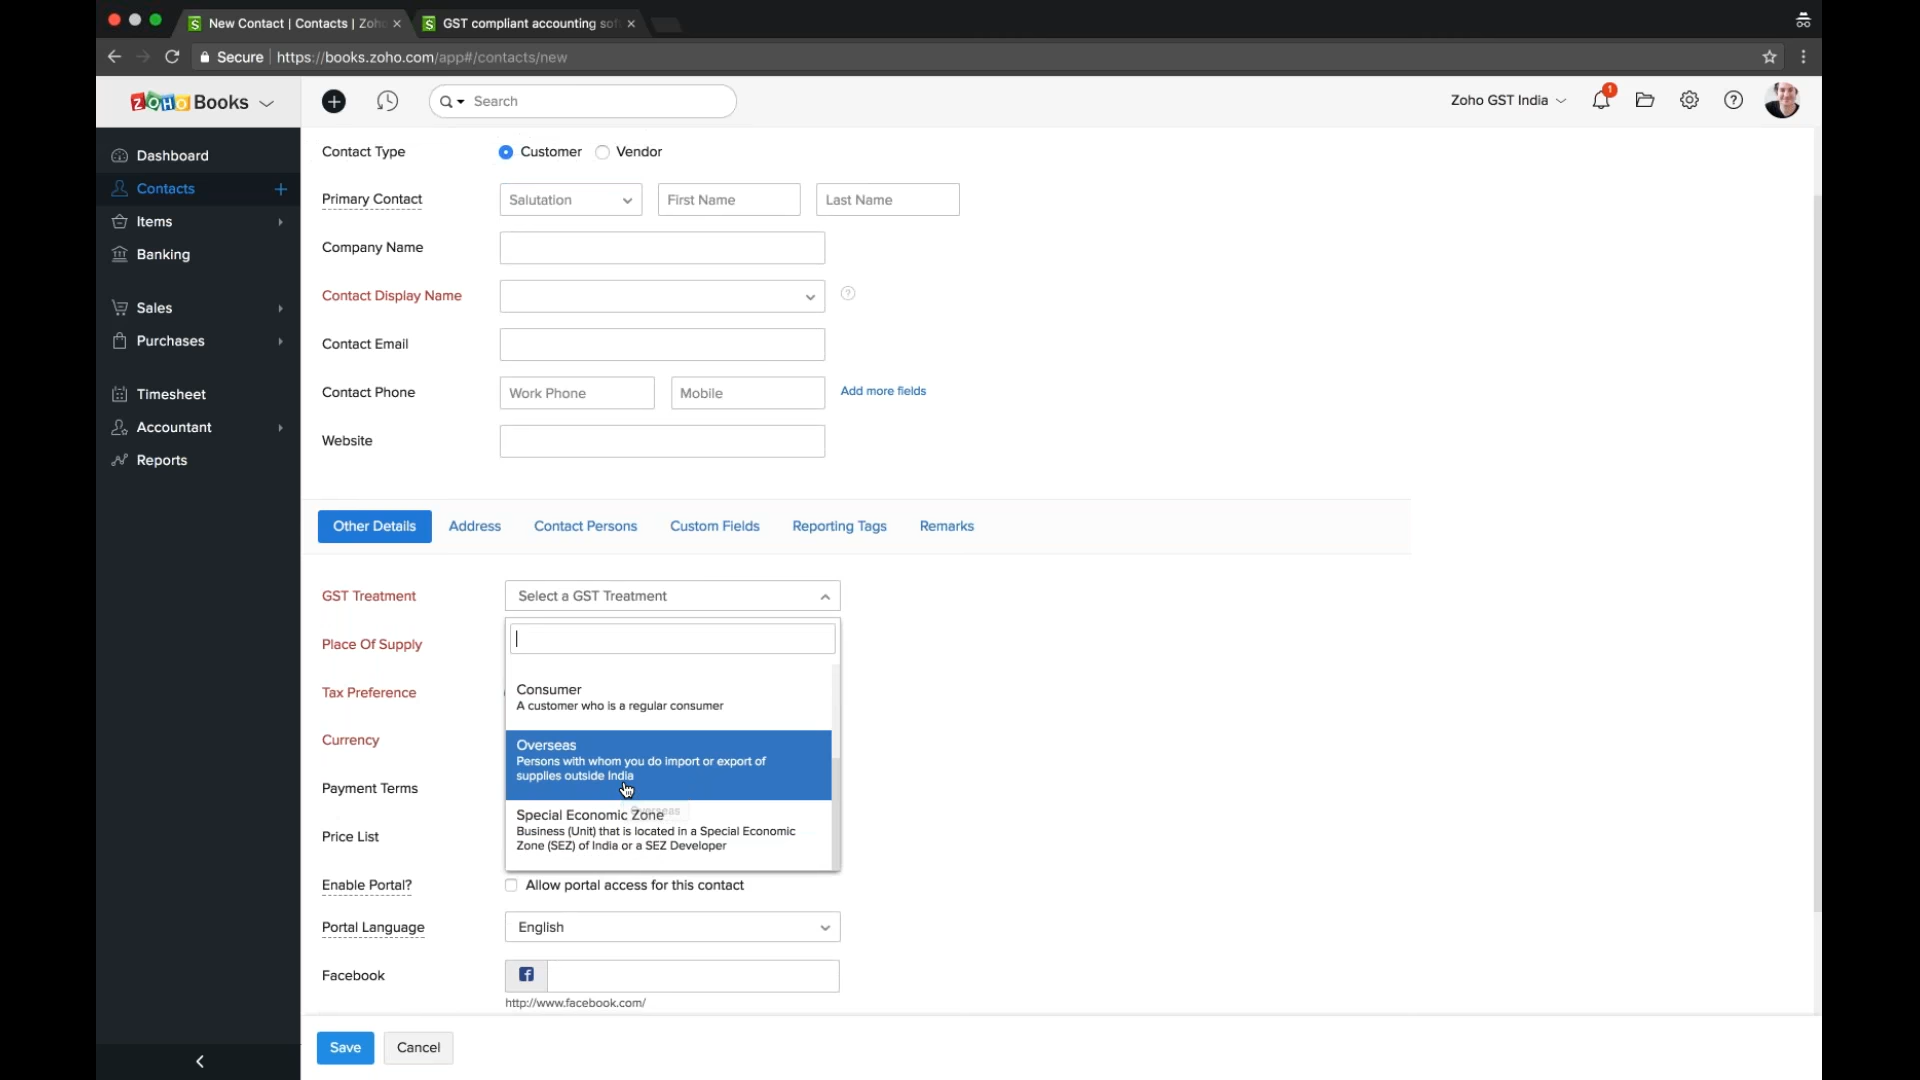 New Contact | Contacts | Zoho
GST compliant accounting sof
Secure
https://books.zoho.com/app#/contacts/new
ZOHO Books
Search
Zoho GST India
1
Dashboard
Contacts
Items
Banking
Sales
Purchases
Timesheet
Accountant
Reports
Contact Type
Customer
Vendor
Primary Contact
Salutation
First Name
Last Name
Company Name
Contact Display Name
Contact Email
Contact Phone
Work Phone
Mobile
Add more fields
Website
Other Details
Address
Contact Persons
Custom Fields
Reporting Tags
Remarks
GST Treatment
Select a GST Treatment
Place Of Supply
Tax Preference
Currency
Payment Terms
Price List
Consumer
A customer who is a regular consumer
Overseas
Persons with whom you do import or export of
supplies outside India
Overseas
Special Economic Zone
Business (Unit) that is located in a Special Economic
Zone (SEZ) of India or a SEZ Developer
Enable Portal?
Allow portal access for this contact
Portal Language
English
Facebook
http://www.facebook.com/
Save
Cancel